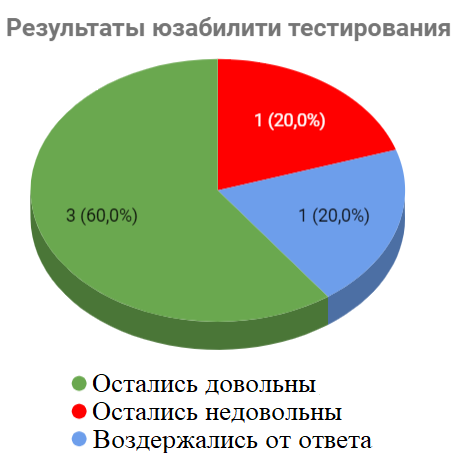 Результаты юзабилити тестирования
1 (20,0%)
3 (60,0%)
1 (20,0%)
Остались довольны
Остались недовольны
Воздержались от ответа